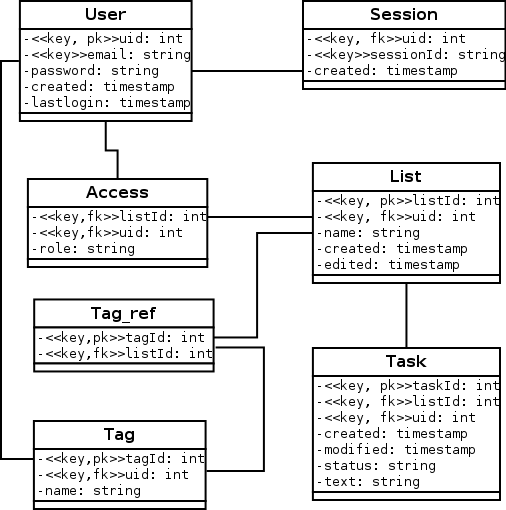 User
-<<key, pk>>uid: int
-<<key>>email: string
-password: string
-created: timestamp
-lastlogin: timestamp
Session
-<<key, fk>>uid: int
-<<key>>sessionId: string
-created: timestamp
Access
-<<key,fk>>listId: int
-<<key,fk>>uid: int
-role: string
List
-<<key, pk>>listId: int
-<<key, fk>>uid: int
-name: string
-created: timestamp
-edited: timestamp
Tag_ref
-<<key,pk>>tagId: int
-<<key,fk>>listId: int
Task
-<<key, pk>>taskId: int
-<<key, fk>>listId: int
-<<key, fk>>uid: int
-created: timestamp
-modified: timestamp
-status: string
-text: string
Tag
-<<key,pk>>tagId: int
-<<key,fk>>uid: int
-name: string